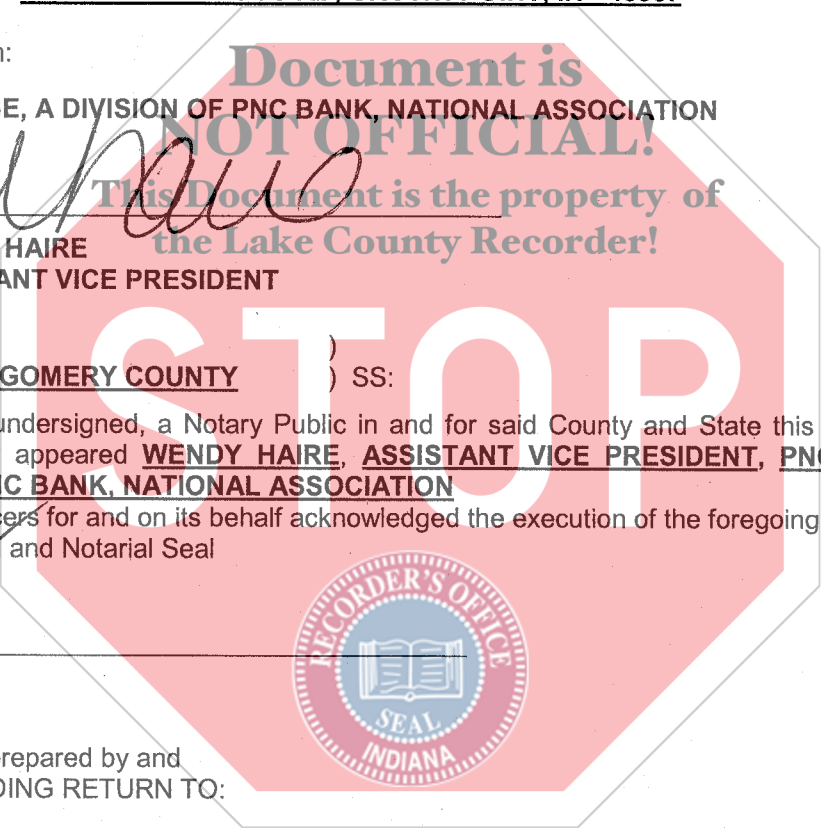 Document is
E, A DIVISION OF PNC BANK, NATIONAL ASSOCIATION
NOT OFFICIAL!
This Document is the property of
the Lake County Recorder!
HAIRE
ANT VICE PRESIDENT
STOP
)
GOMERY COUNTY ) SS:
undersigned, a Notary Public in and for said County and State this
appeared WENDY HAIRE, ASSISTANT VICE PRESIDENT, PNC
C BANK, NATIONAL ASSOCIATION
cers for and on its behalf acknowledged the execution of the foregoing
and Notarial Seal
RECORDER'S OFFICE
SEAL
INDIANA
repared by and
DING RETURN TO: